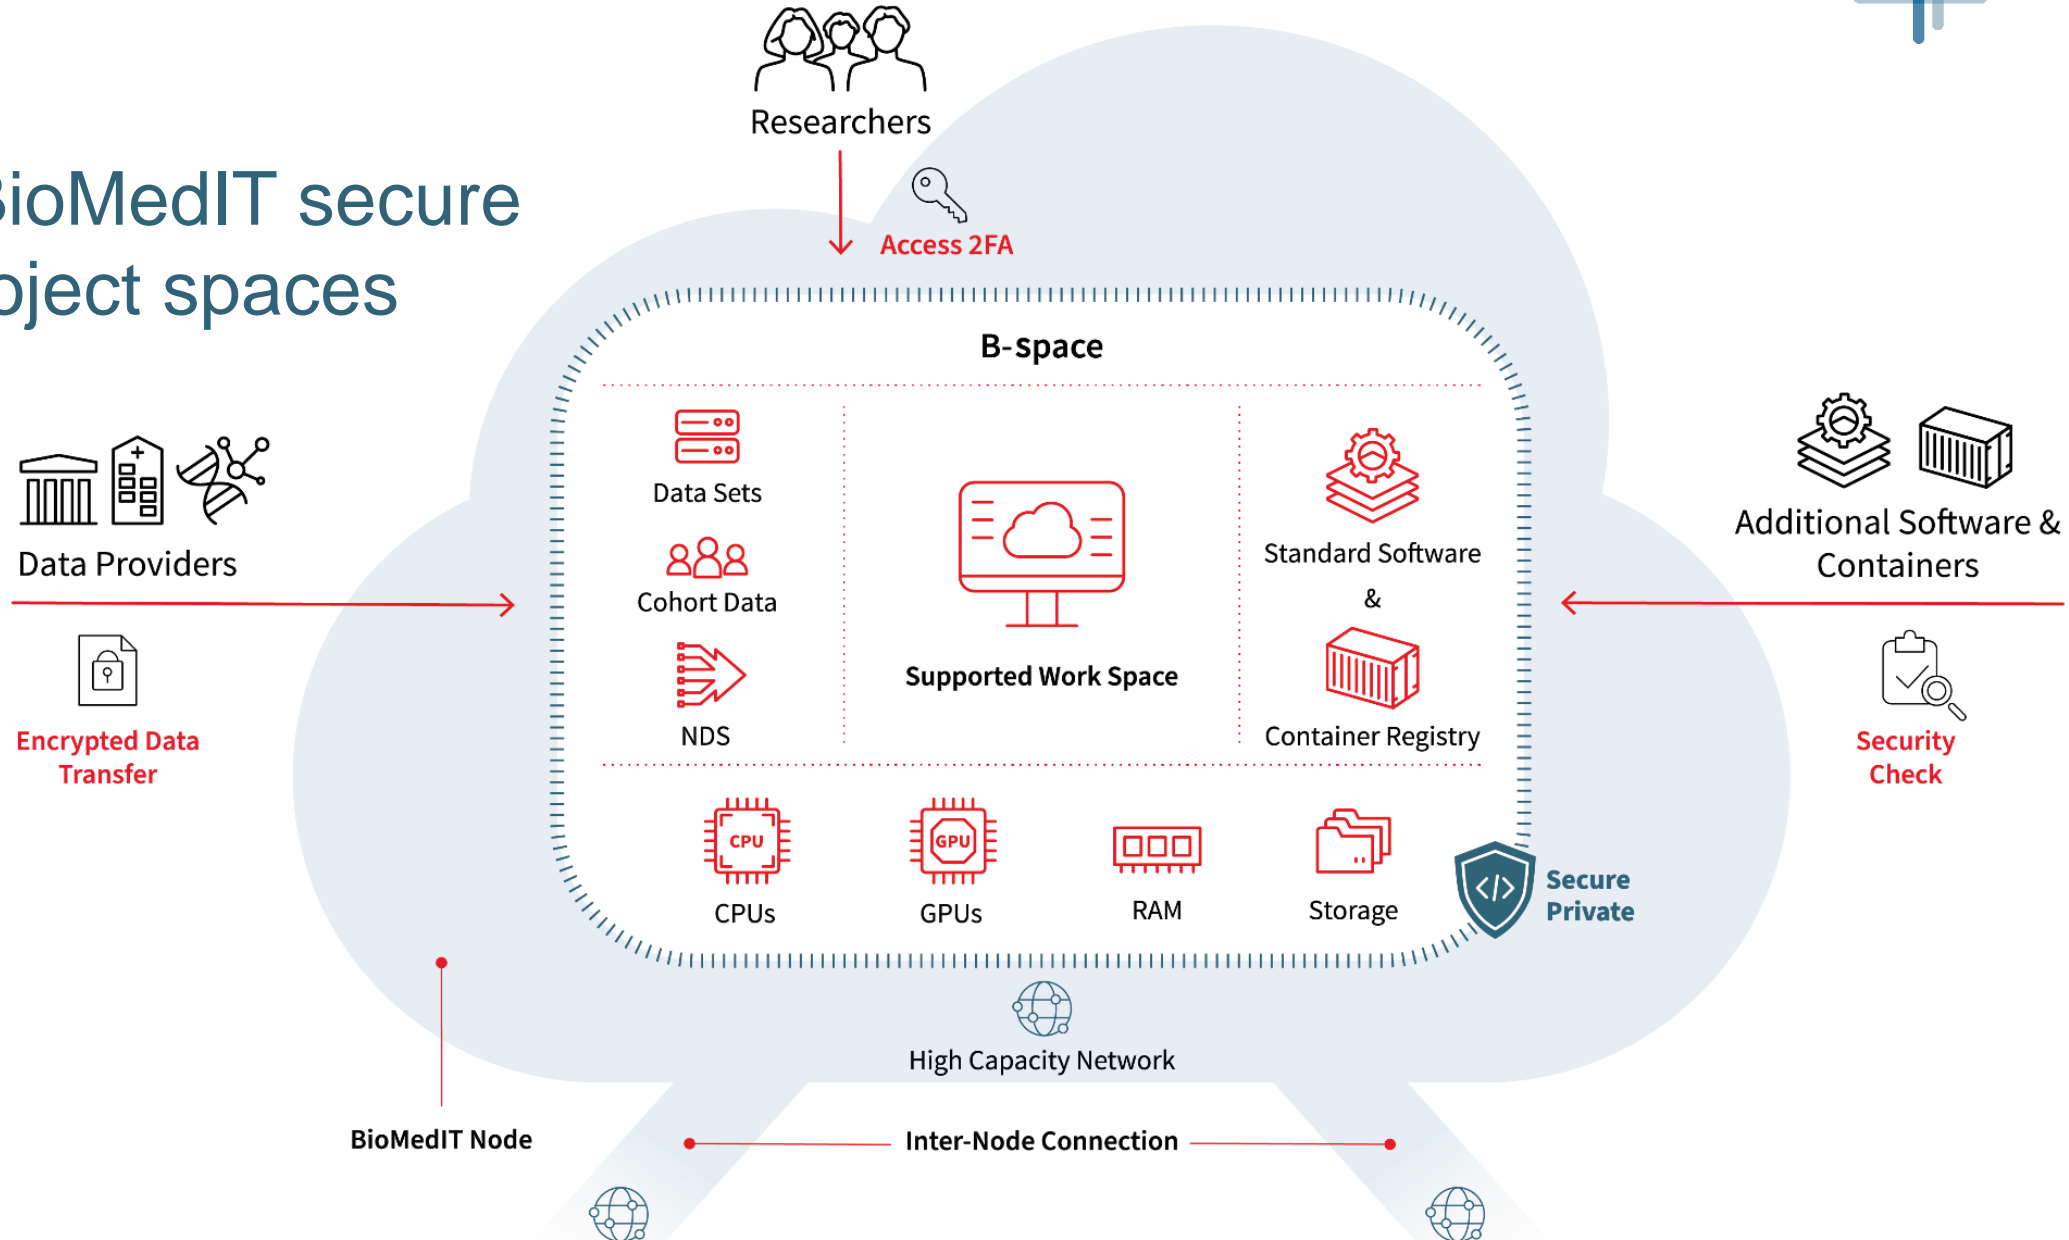 Researchers
BioMedIT secure
oject spaces
Access 2FA
B-space
Data Providers
Encrypted Data
Transfer
Data Sets
Cohort Data
NDS
Supported Work Space
Standard Software
&
Container Registry
Additional Software &
Containers
Security
Check
CPU
GPU
CPUs
GPUs
RAM
Storage
</>
Secure
Private
High Capacity Network
BioMedIT Node
Inter-Node Connection